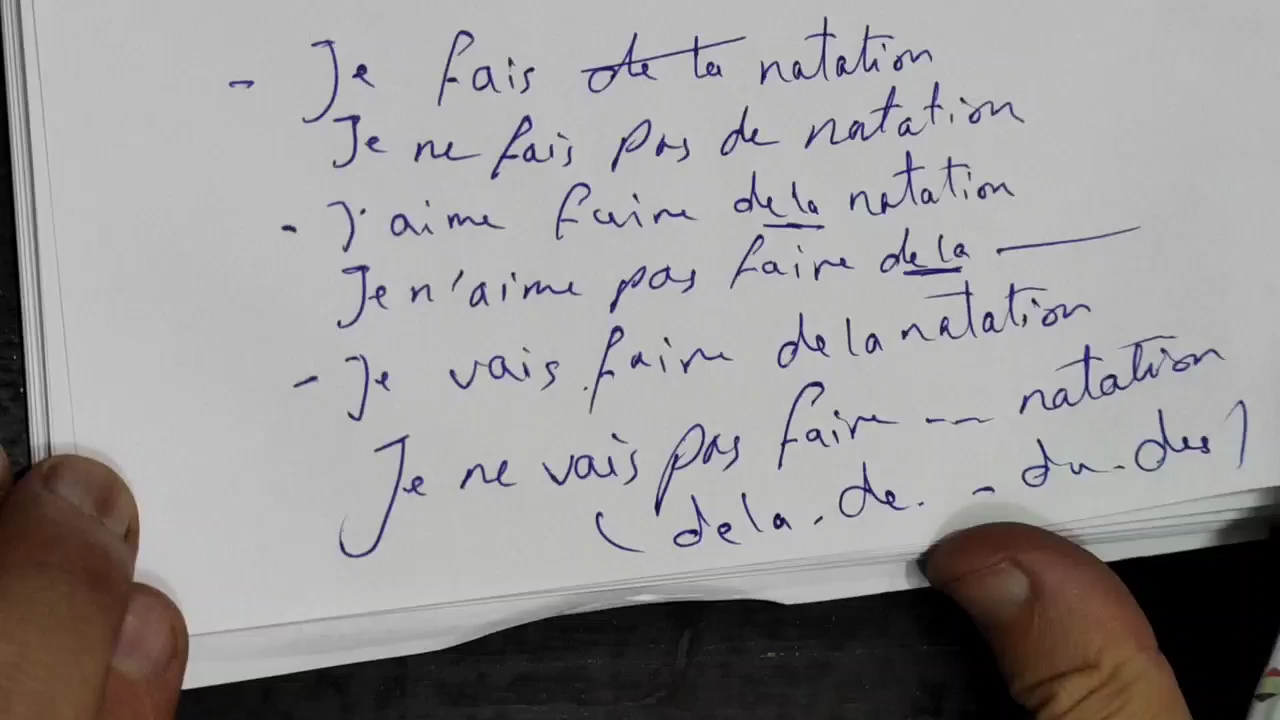 - Je fais de la natation
Je ne fais pas de natation
- J'aime faire de la natation
Je n'aime pas faire de la ——
- Je vais faire de la natation
Je ne vais pas faire -- natation
( de la - de - du - des )